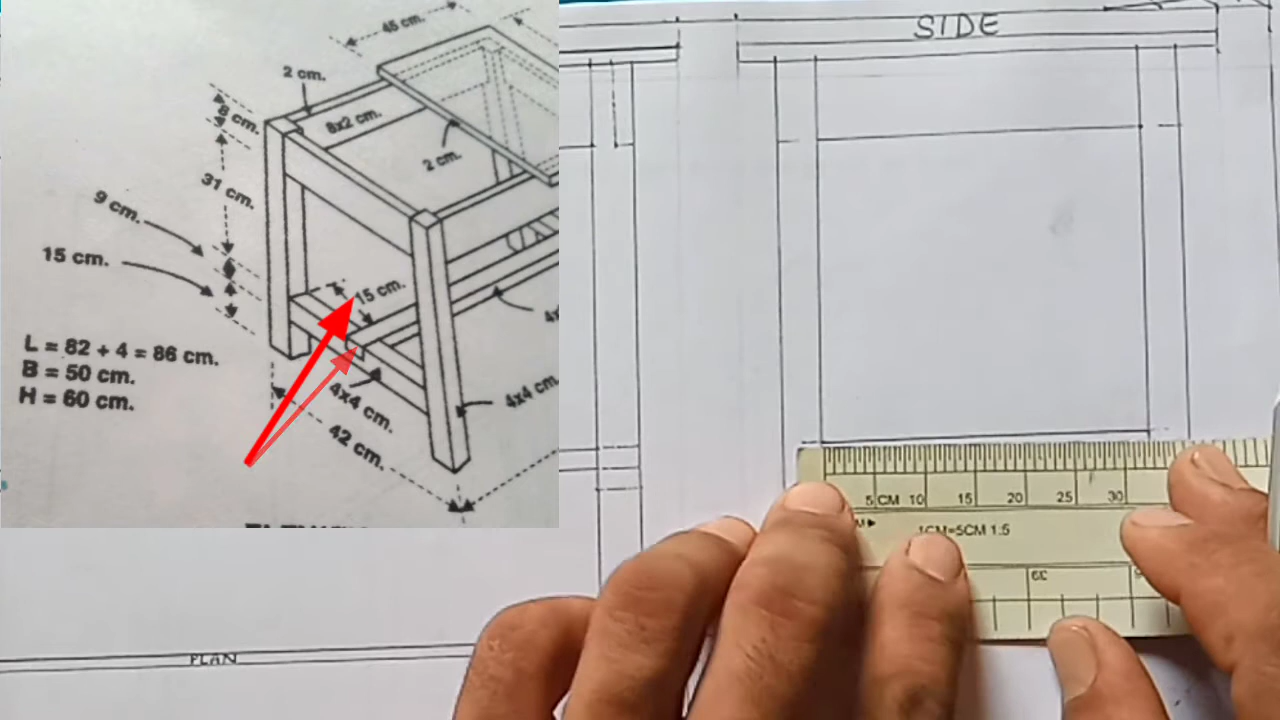 45 cm.
2 cm.
8 cm.
8x2 cm.
2 cm.
31 cm.
9 cm.
15 cm.
15 cm.
L = 82 + 4 = 86 cm.
B = 50 cm.
H = 60 cm.
4x4 cm.
4x4 cm.
42 cm.
SIDE
5 CM 10 15 20 25 30
1CM=5CM 1:5
PLAN